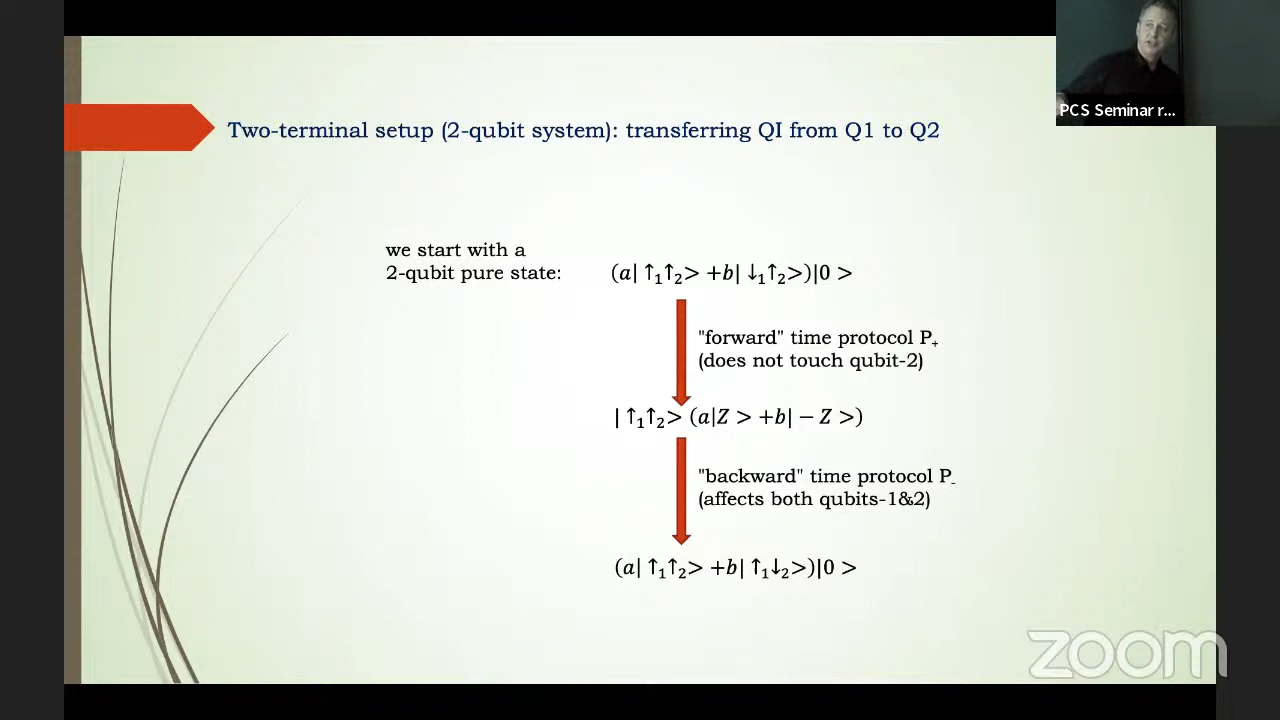 PCS Seminar r...
Two-terminal setup (2-qubit system): transferring QI from Q1 to Q2
we start with a
2-qubit pure state:
(a| ↑₁↑₂> +b| ↓₁↑₂>)|0 >
"forward" time protocol P₊
(does not touch qubit-2)
| ↑₁↑₂> (a|Z > +b| − Z >)
"backward" time protocol P₋
(affects both qubits-1&2)
(a| ↑₁↑₂> +b| ↑₁↓₂>)|0 >
zoom